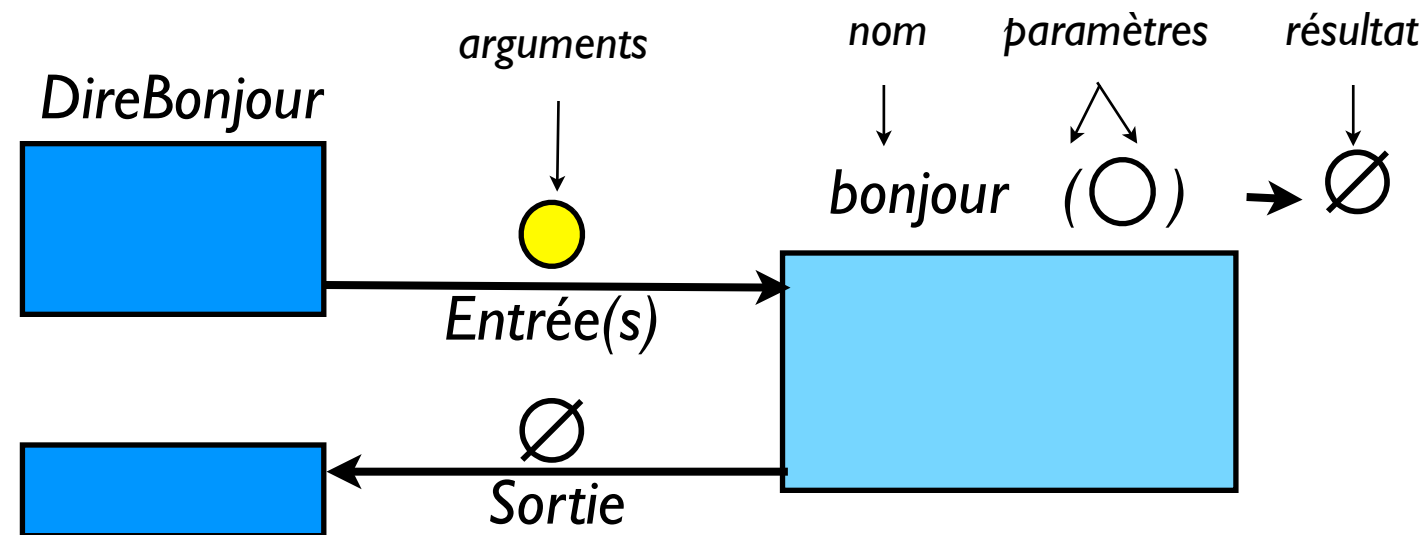 arguments
nom paramètres résultat
DireBonjour
bonjour ( ) ∅
Entrée(s)
∅
Sortie